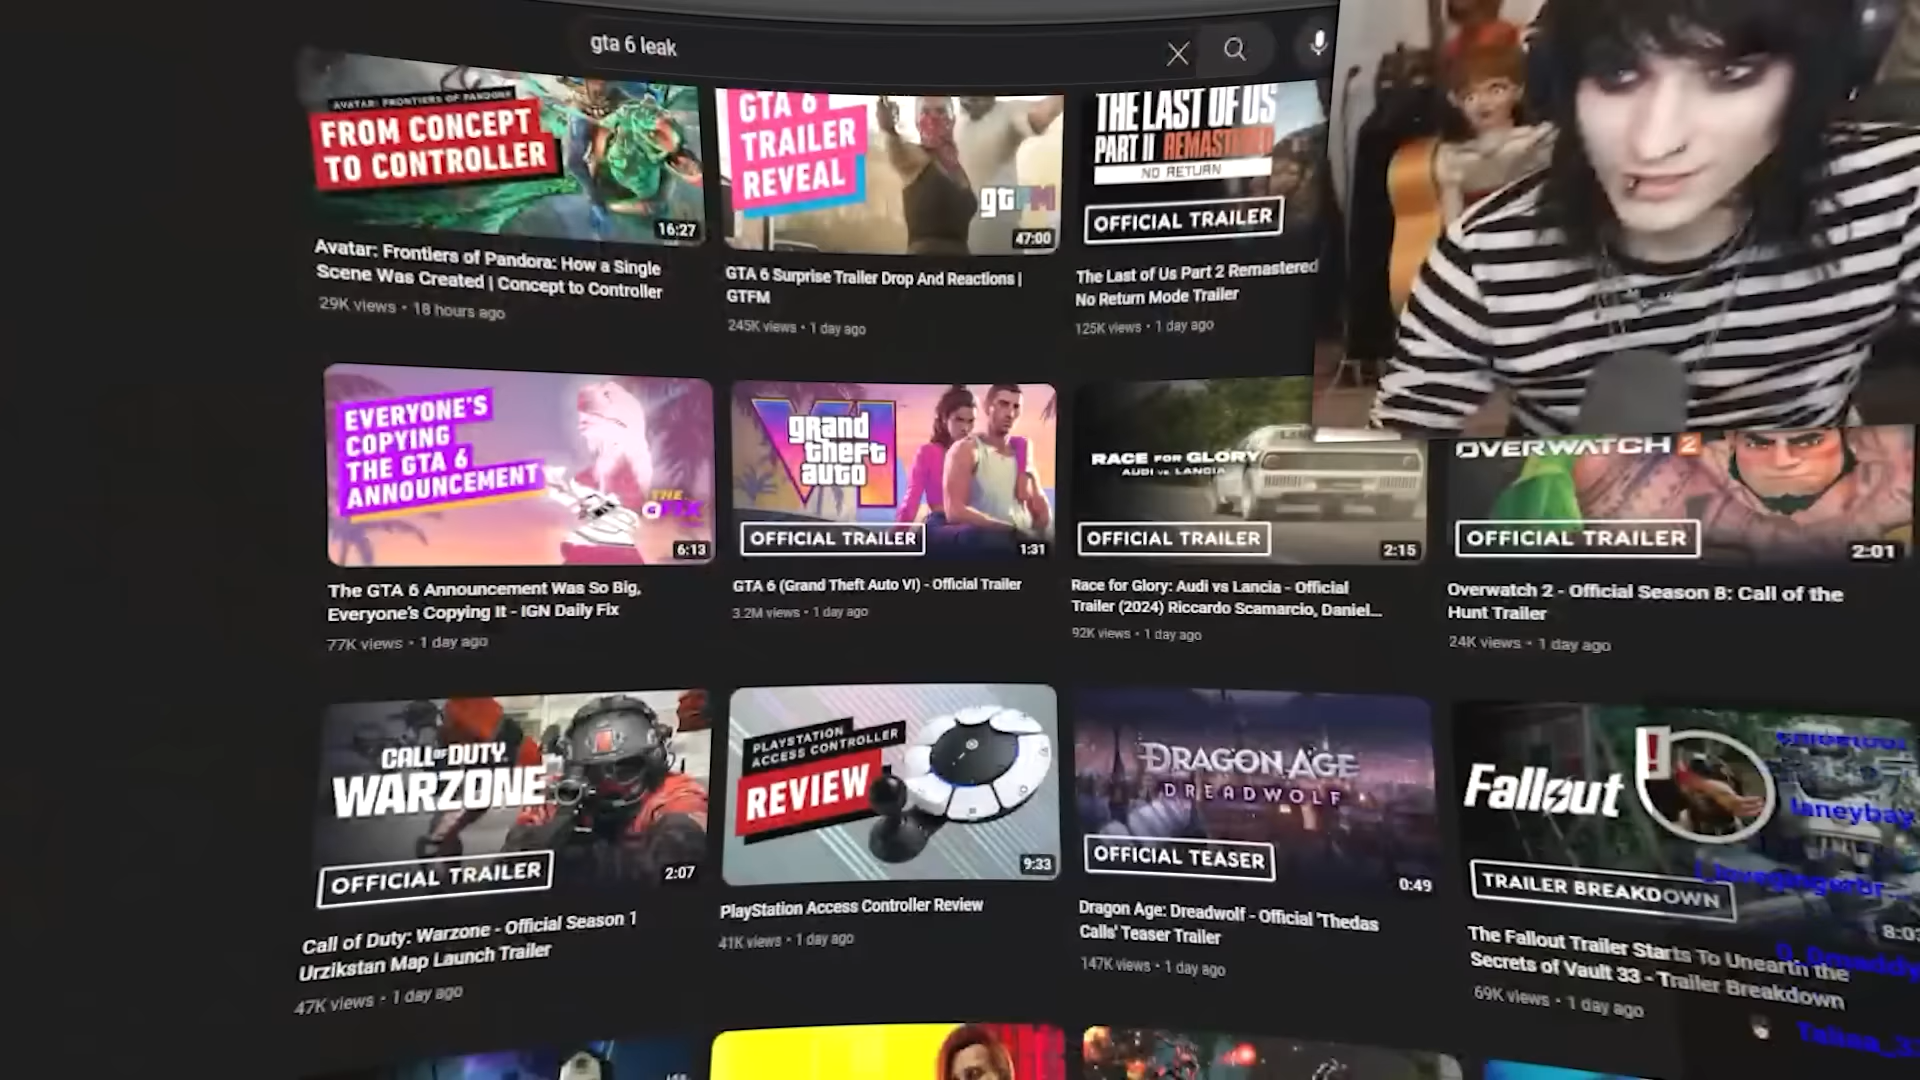 gta 6 leak
AVATAR: FRONTIERS OF PANDORA
FROM CONCEPT
TO CONTROLLER
16:27
Avatar: Frontiers of Pandora: How a Single
Scene Was Created | Concept to Controller
29K views • 18 hours ago
GTA 6
TRAILER
REVEAL
gtfm
47:00
GTA 6 Surprise Trailer Drop And Reactions |
GTFM
245K views • 1 day ago
THE LAST OF US
PART II REMASTERED
NO RETURN
OFFICIAL TRAILER
The Last of Us Part 2 Remastered
No Return Mode Trailer
125K views • 1 day ago
EVERYONE'S
COPYING
THE GTA 6
ANNOUNCEMENT
THE
6:13
The GTA 6 Announcement Was So Big,
Everyone's Copying It - IGN Daily Fix
77K views • 1 day ago
VI
grand
theft
auto
OFFICIAL TRAILER
1:31
GTA 6 (Grand Theft Auto VI) - Official Trailer
3.2M views • 1 day ago
RACE FOR GLORY
AUDI vs. LANCIA
OFFICIAL TRAILER
2:15
Race for Glory: Audi vs Lancia - Official
Trailer (2024) Riccardo Scamarcio, Daniel...
92K views • 1 day ago
OVERWATCH 2
OFFICIAL TRAILER
2:01
Overwatch 2 - Official Season 8: Call of the
Hunt Trailer
24K views • 1 day ago
CALL OF DUTY
WARZONE
OFFICIAL TRAILER
2:07
Call of Duty: Warzone - Official Season 1
Urzikstan Map Launch Trailer
47K views • 1 day ago
PLAYSTATION
ACCESS CONTROLLER
REVIEW
9:33
PlayStation Access Controller Review
41K views • 1 day ago
DRAGON AGE
DREADWOLF
OFFICIAL TEASER
0:49
Dragon Age: Dreadwolf - Official 'Thedas
Calls' Teaser Trailer
147K views • 1 day ago
Fallout
TRAILER BREAKDOWN
8:03
The Fallout Trailer Starts To Unearth the
Secrets of Vault 33 - Trailer Breakdown
69K views • 1 day ago
laneybay